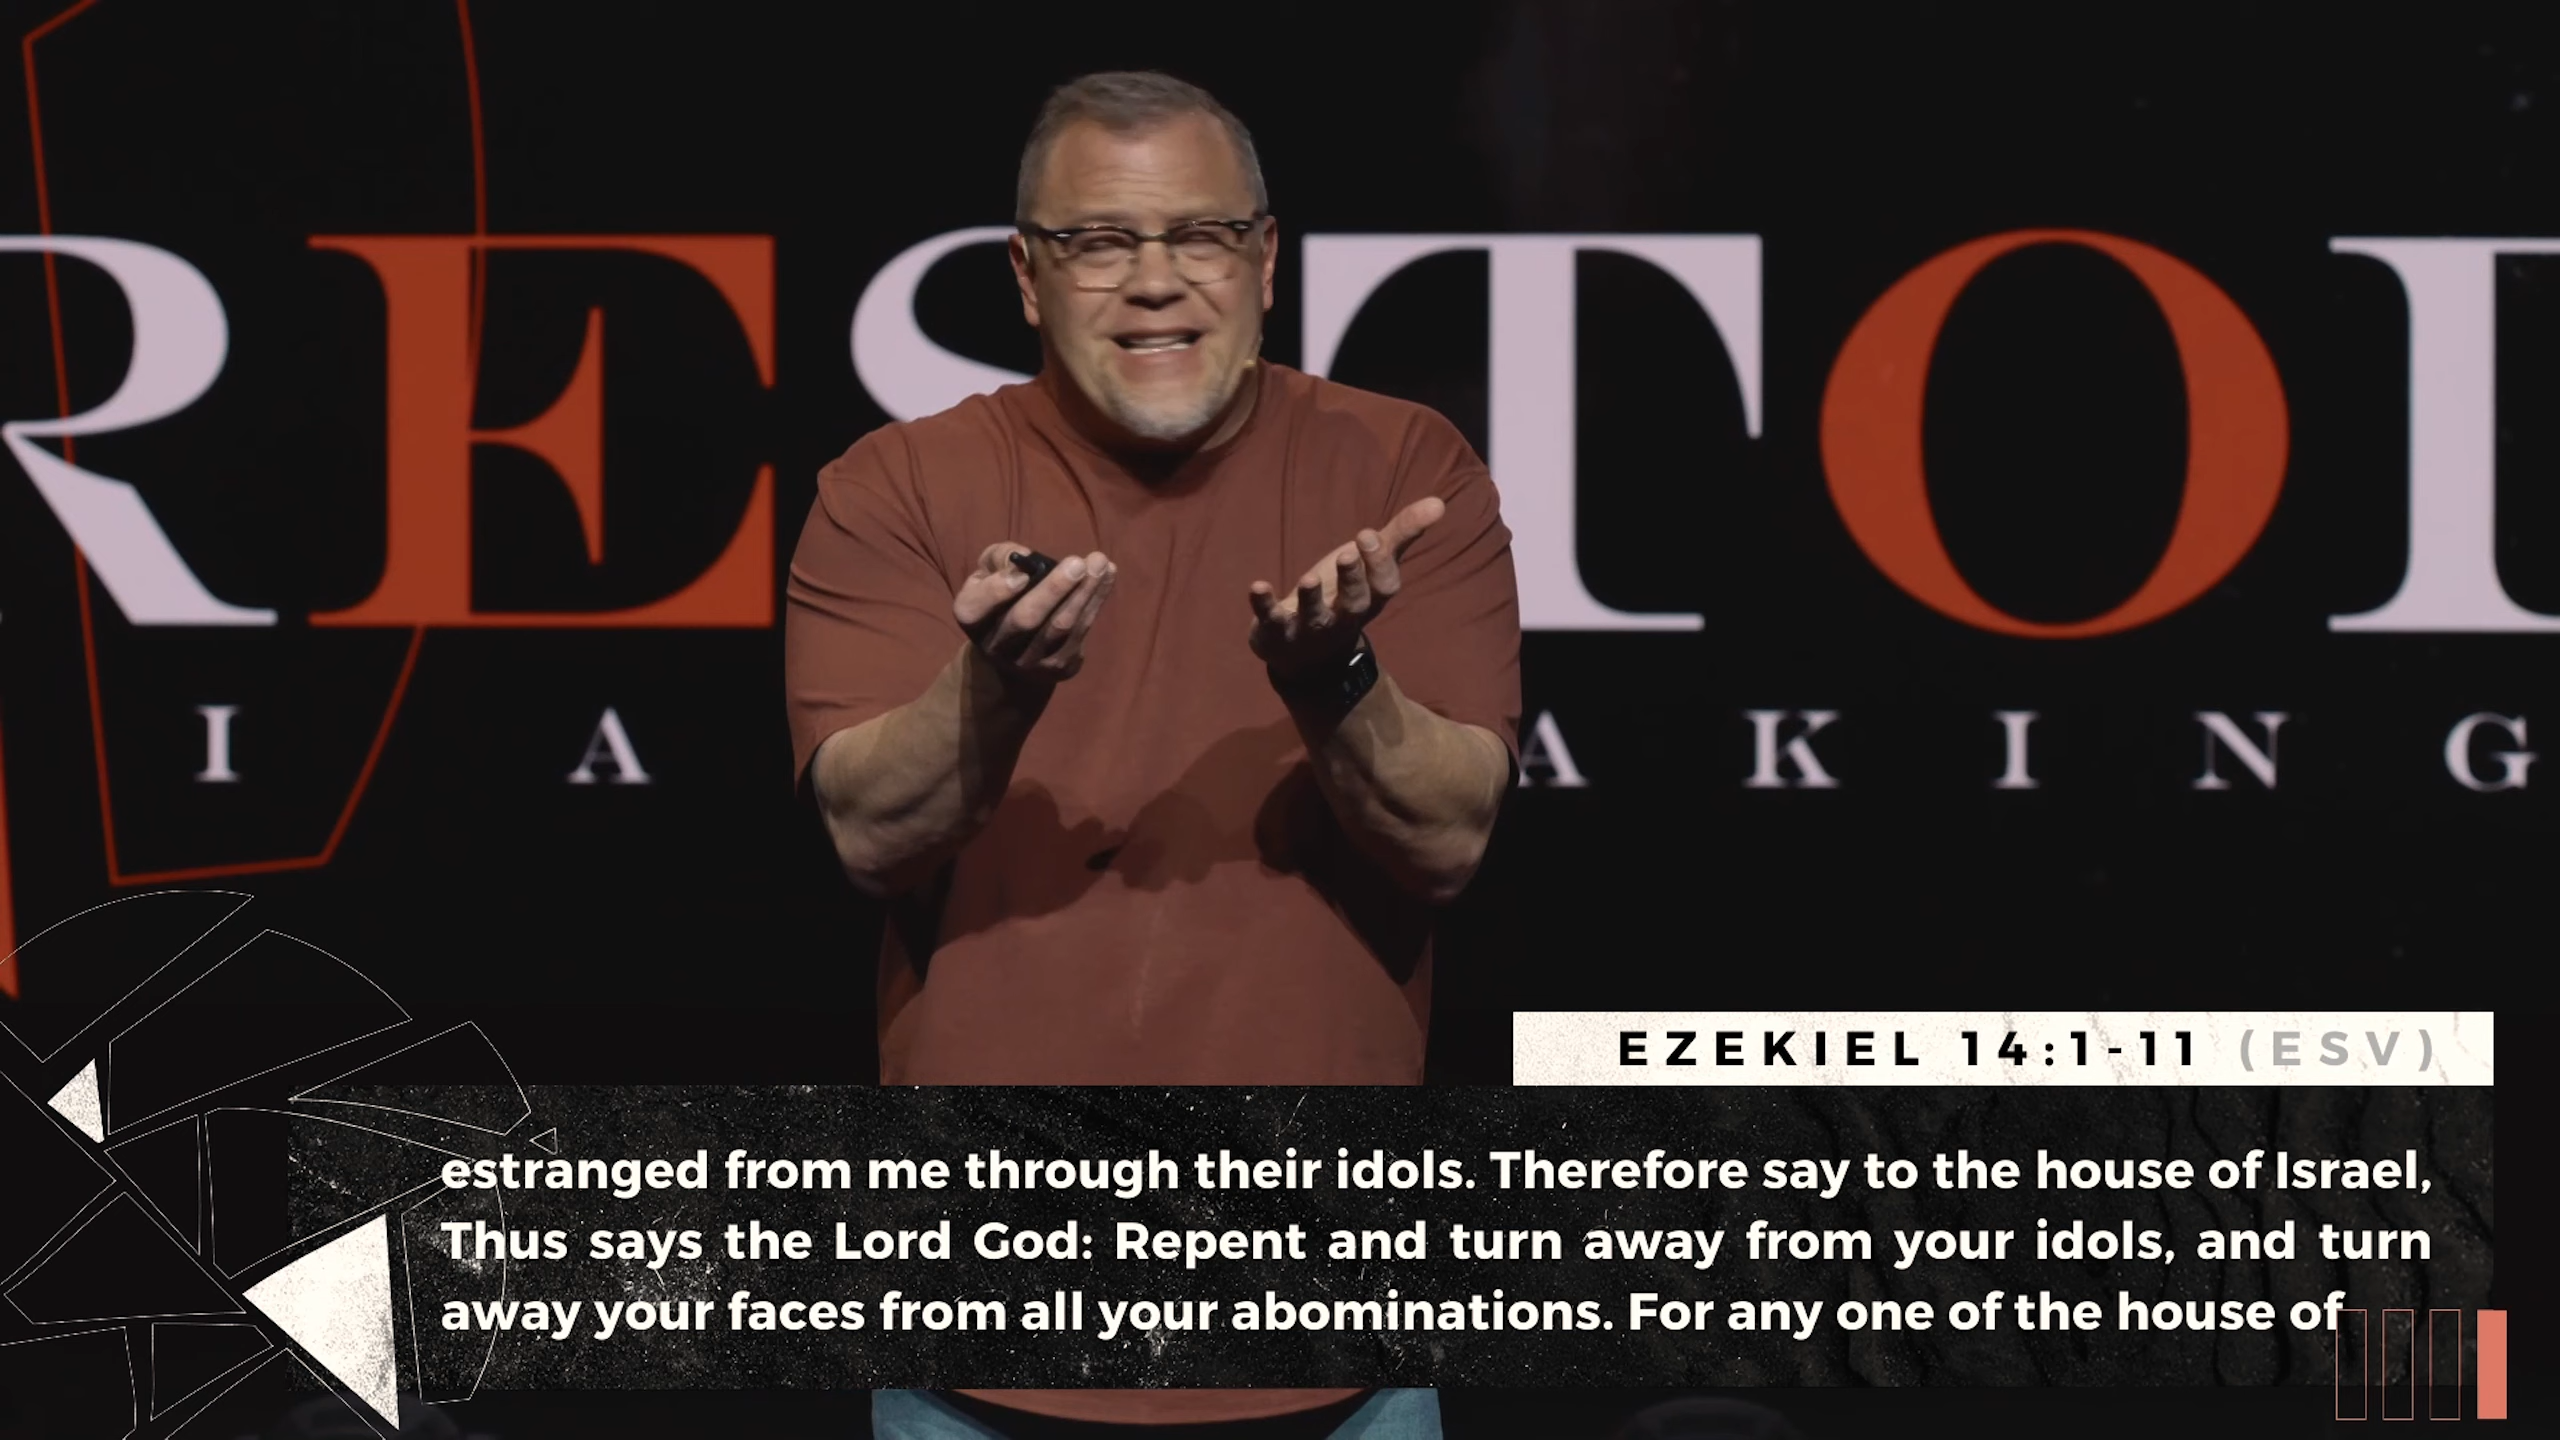 RESTO
I A AKING
EZEKIEL 14:1-11 (ESV)
estranged from me through their idols. Therefore say to the house of Israel,
Thus says the Lord God: Repent and turn away from your idols, and turn
away your faces from all your abominations. For any one of the house of